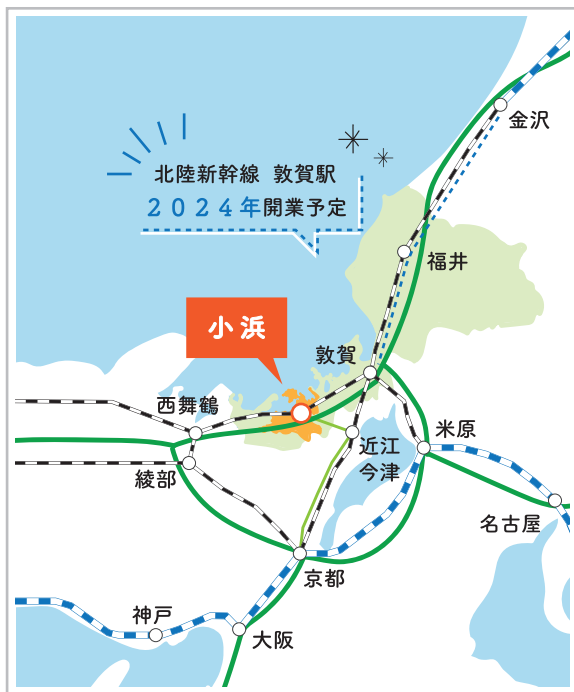 金沢
北陸新幹線 敦賀駅
２０２４年開業予定
福井
小浜
敦賀
西舞鶴
近江
今津
米原
綾部
名古屋
京都
神戸
大阪